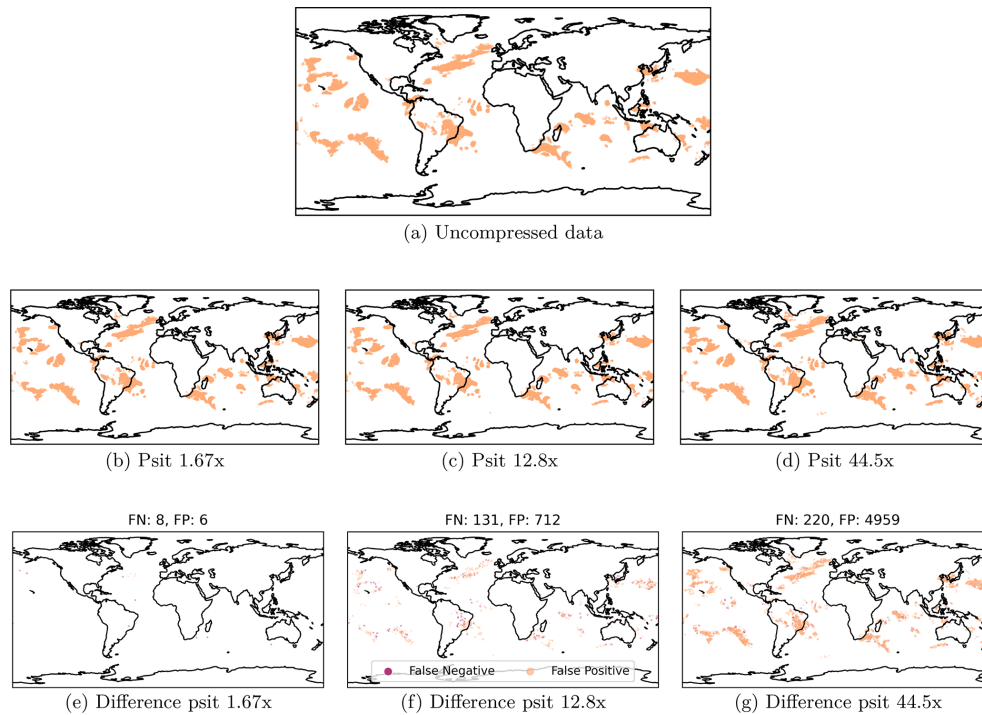 (a) Uncompressed data
(b) Psit 1.67x
(c) Psit 12.8x
(d) Psit 44.5x
FN: 8, FP: 6
FN: 131, FP: 712
FN: 220, FP: 4959
False Negative
False Positive
(e) Difference psit 1.67x
(f) Difference psit 12.8x
(g) Difference psit 44.5x